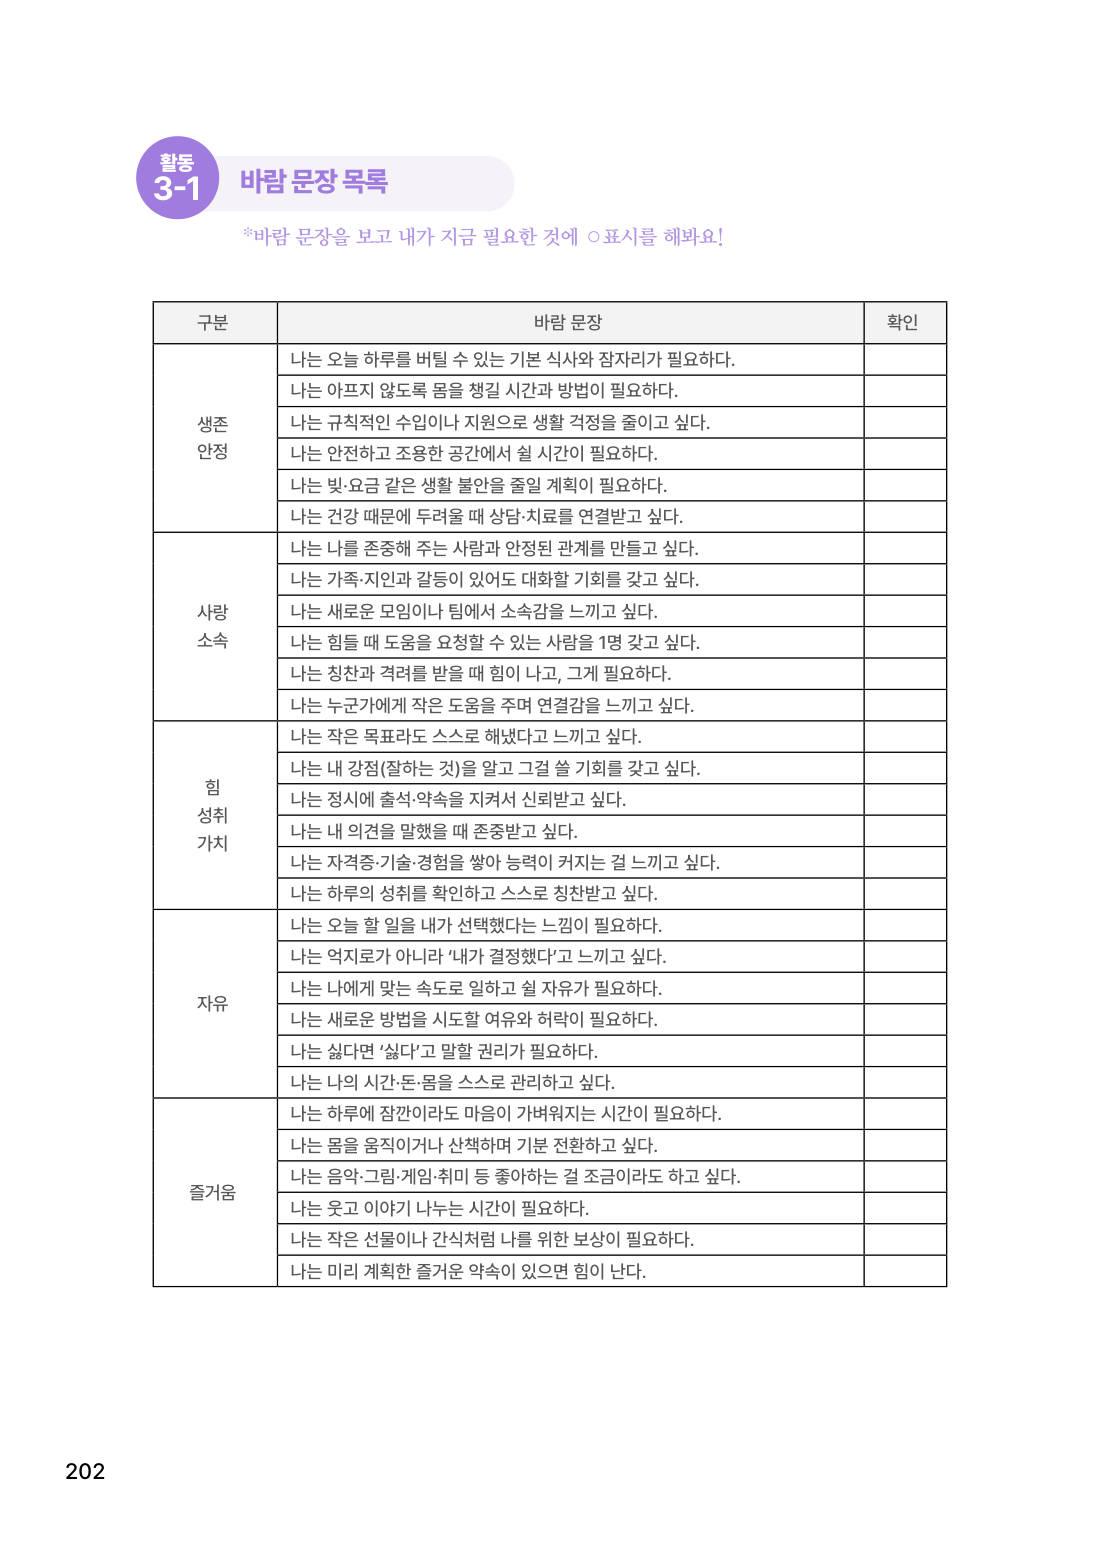 활동
3-1
바람 문장 목록
*바람 문장을 보고 내가 지금 필요한 것에 ○표시를 해봐요!
구분 바람 문장 확인
생존
안정
나는 오늘 하루를 버틸 수 있는 기본 식사와 잠자리가 필요하다.
나는 아프지 않도록 몸을 챙길 시간과 방법이 필요하다.
나는 규칙적인 수입이나 지원으로 생활 걱정을 줄이고 싶다.
나는 안전하고 조용한 공간에서 쉴 시간이 필요하다.
나는 빚·요금 같은 생활 불안을 줄일 계획이 필요하다.
나는 건강 때문에 두려울 때 상담·치료를 연결받고 싶다.
사랑
소속
나는 나를 존중해 주는 사람과 안정된 관계를 만들고 싶다.
나는 가족·지인과 갈등이 있어도 대화할 기회를 갖고 싶다.
나는 새로운 모임이나 팀에서 소속감을 느끼고 싶다.
나는 힘들 때 도움을 요청할 수 있는 사람을 1명 갖고 싶다.
나는 칭찬과 격려를 받을 때 힘이 나고, 그게 필요하다.
나는 누군가에게 작은 도움을 주며 연결감을 느끼고 싶다.
힘
성취
가치
나는 작은 목표라도 스스로 해냈다고 느끼고 싶다.
나는 내 강점(잘하는 것)을 알고 그걸 쓸 기회를 갖고 싶다.
나는 정시에 출석·약속을 지켜서 신뢰받고 싶다.
나는 내 의견을 말했을 때 존중받고 싶다.
나는 자격증·기술·경험을 쌓아 능력이 커지는 걸 느끼고 싶다.
나는 하루의 성취를 확인하고 스스로 칭찬받고 싶다.
자유
나는 오늘 할 일을 내가 선택했다는 느낌이 필요하다.
나는 억지로가 아니라 ‘내가 결정했다’고 느끼고 싶다.
나는 나에게 맞는 속도로 일하고 쉴 자유가 필요하다.
나는 새로운 방법을 시도할 여유와 허락이 필요하다.
나는 싫다면 ‘싫다’고 말할 권리가 필요하다.
나는 나의 시간·돈·몸을 스스로 관리하고 싶다.
즐거움
나는 하루에 잠깐이라도 마음이 가벼워지는 시간이 필요하다.
나는 몸을 움직이거나 산책하며 기분 전환하고 싶다.
나는 음악·그림·게임·취미 등 좋아하는 걸 조금이라도 하고 싶다.
나는 웃고 이야기 나누는 시간이 필요하다.
나는 작은 선물이나 간식처럼 나를 위한 보상이 필요하다.
나는 미리 계획한 즐거운 약속이 있으면 힘이 난다.
202